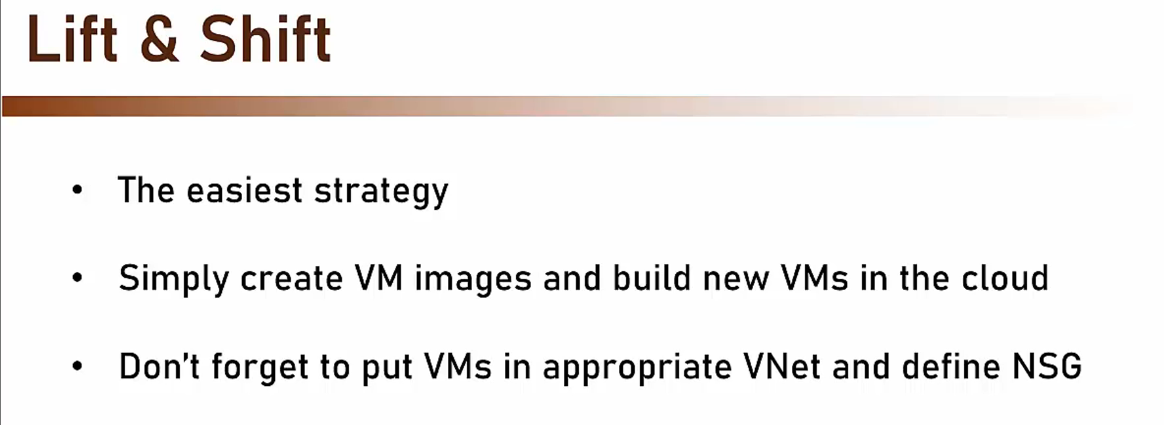 Lift & Shift
• The easiest strategy
• Simply create VM images and build new VMs in the cloud
• Don't forget to put VMs in appropriate VNet and define NSG